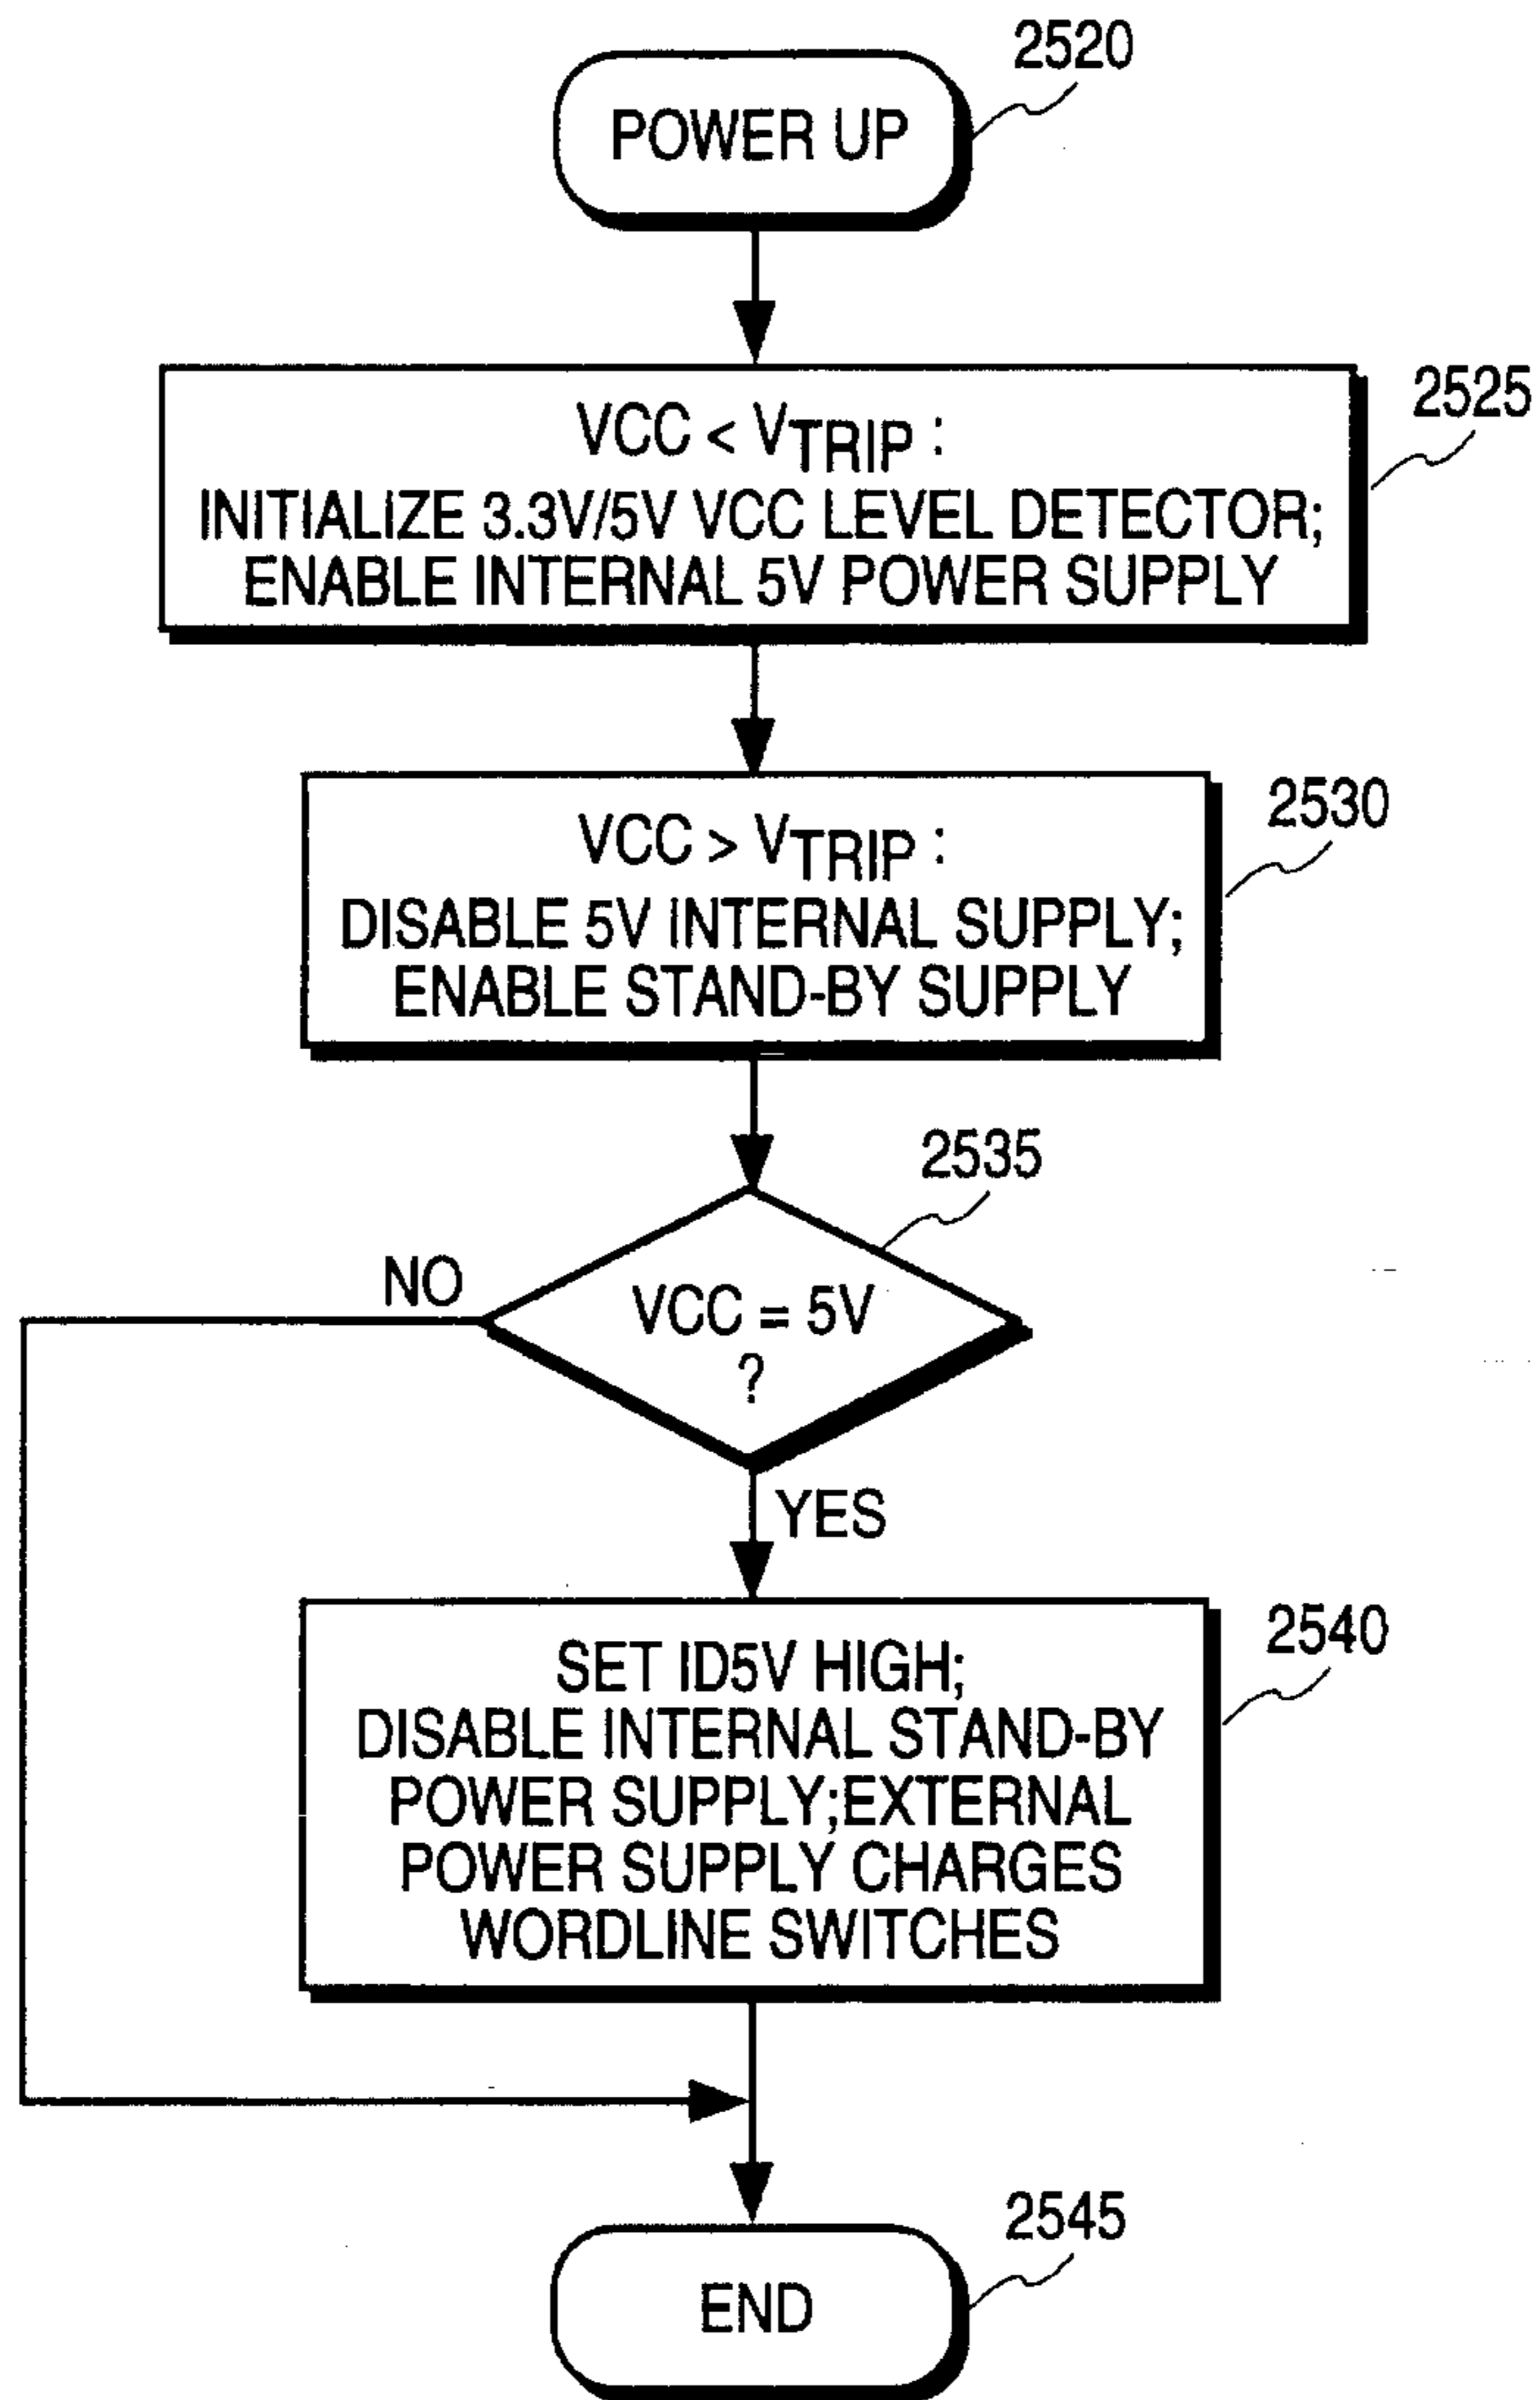 2520
POWER UP
2525
VCC < VTRIP :
INITIALIZE 3.3V/5V VCC LEVEL DETECTOR;
ENABLE INTERNAL 5V POWER SUPPLY
2530
VCC > VTRIP :
DISABLE 5V INTERNAL SUPPLY;
ENABLE STAND-BY SUPPLY
2535
NO
VCC = 5V
?
YES
2540
SET ID5V HIGH;
DISABLE INTERNAL STAND-BY
POWER SUPPLY;EXTERNAL
POWER SUPPLY CHARGES
WORDLINE SWITCHES
2545
END